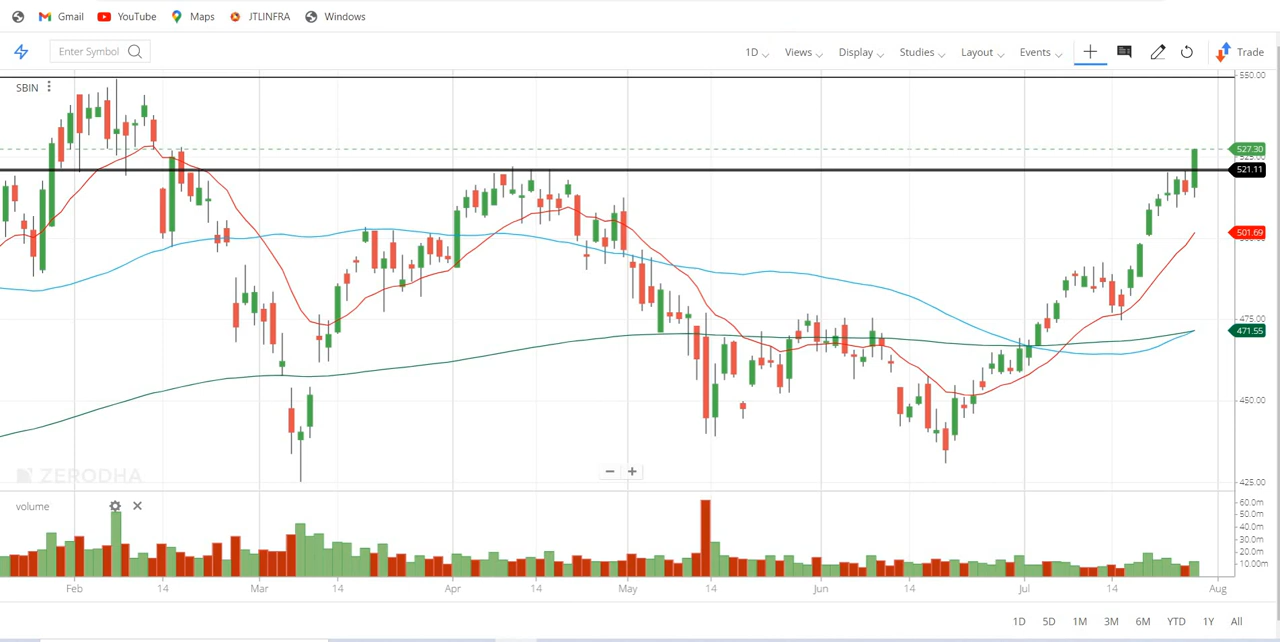 Gmail YouTube Maps JTLINFRA Windows
Enter Symbol 1D Views Display Studies Layout Events Trade
SBIN
550.00
527.30
521.11
501.69
475.00
471.55
450.00
ZERODHA
425.00
volume
60.0m
50.0m
40.0m
30.0m
20.0m
10.00m
Feb 14 Mar 14 Apr 14 May 14 Jun 14 Jul 14 Aug
1D 5D 1M 3M 6M YTD 1Y All